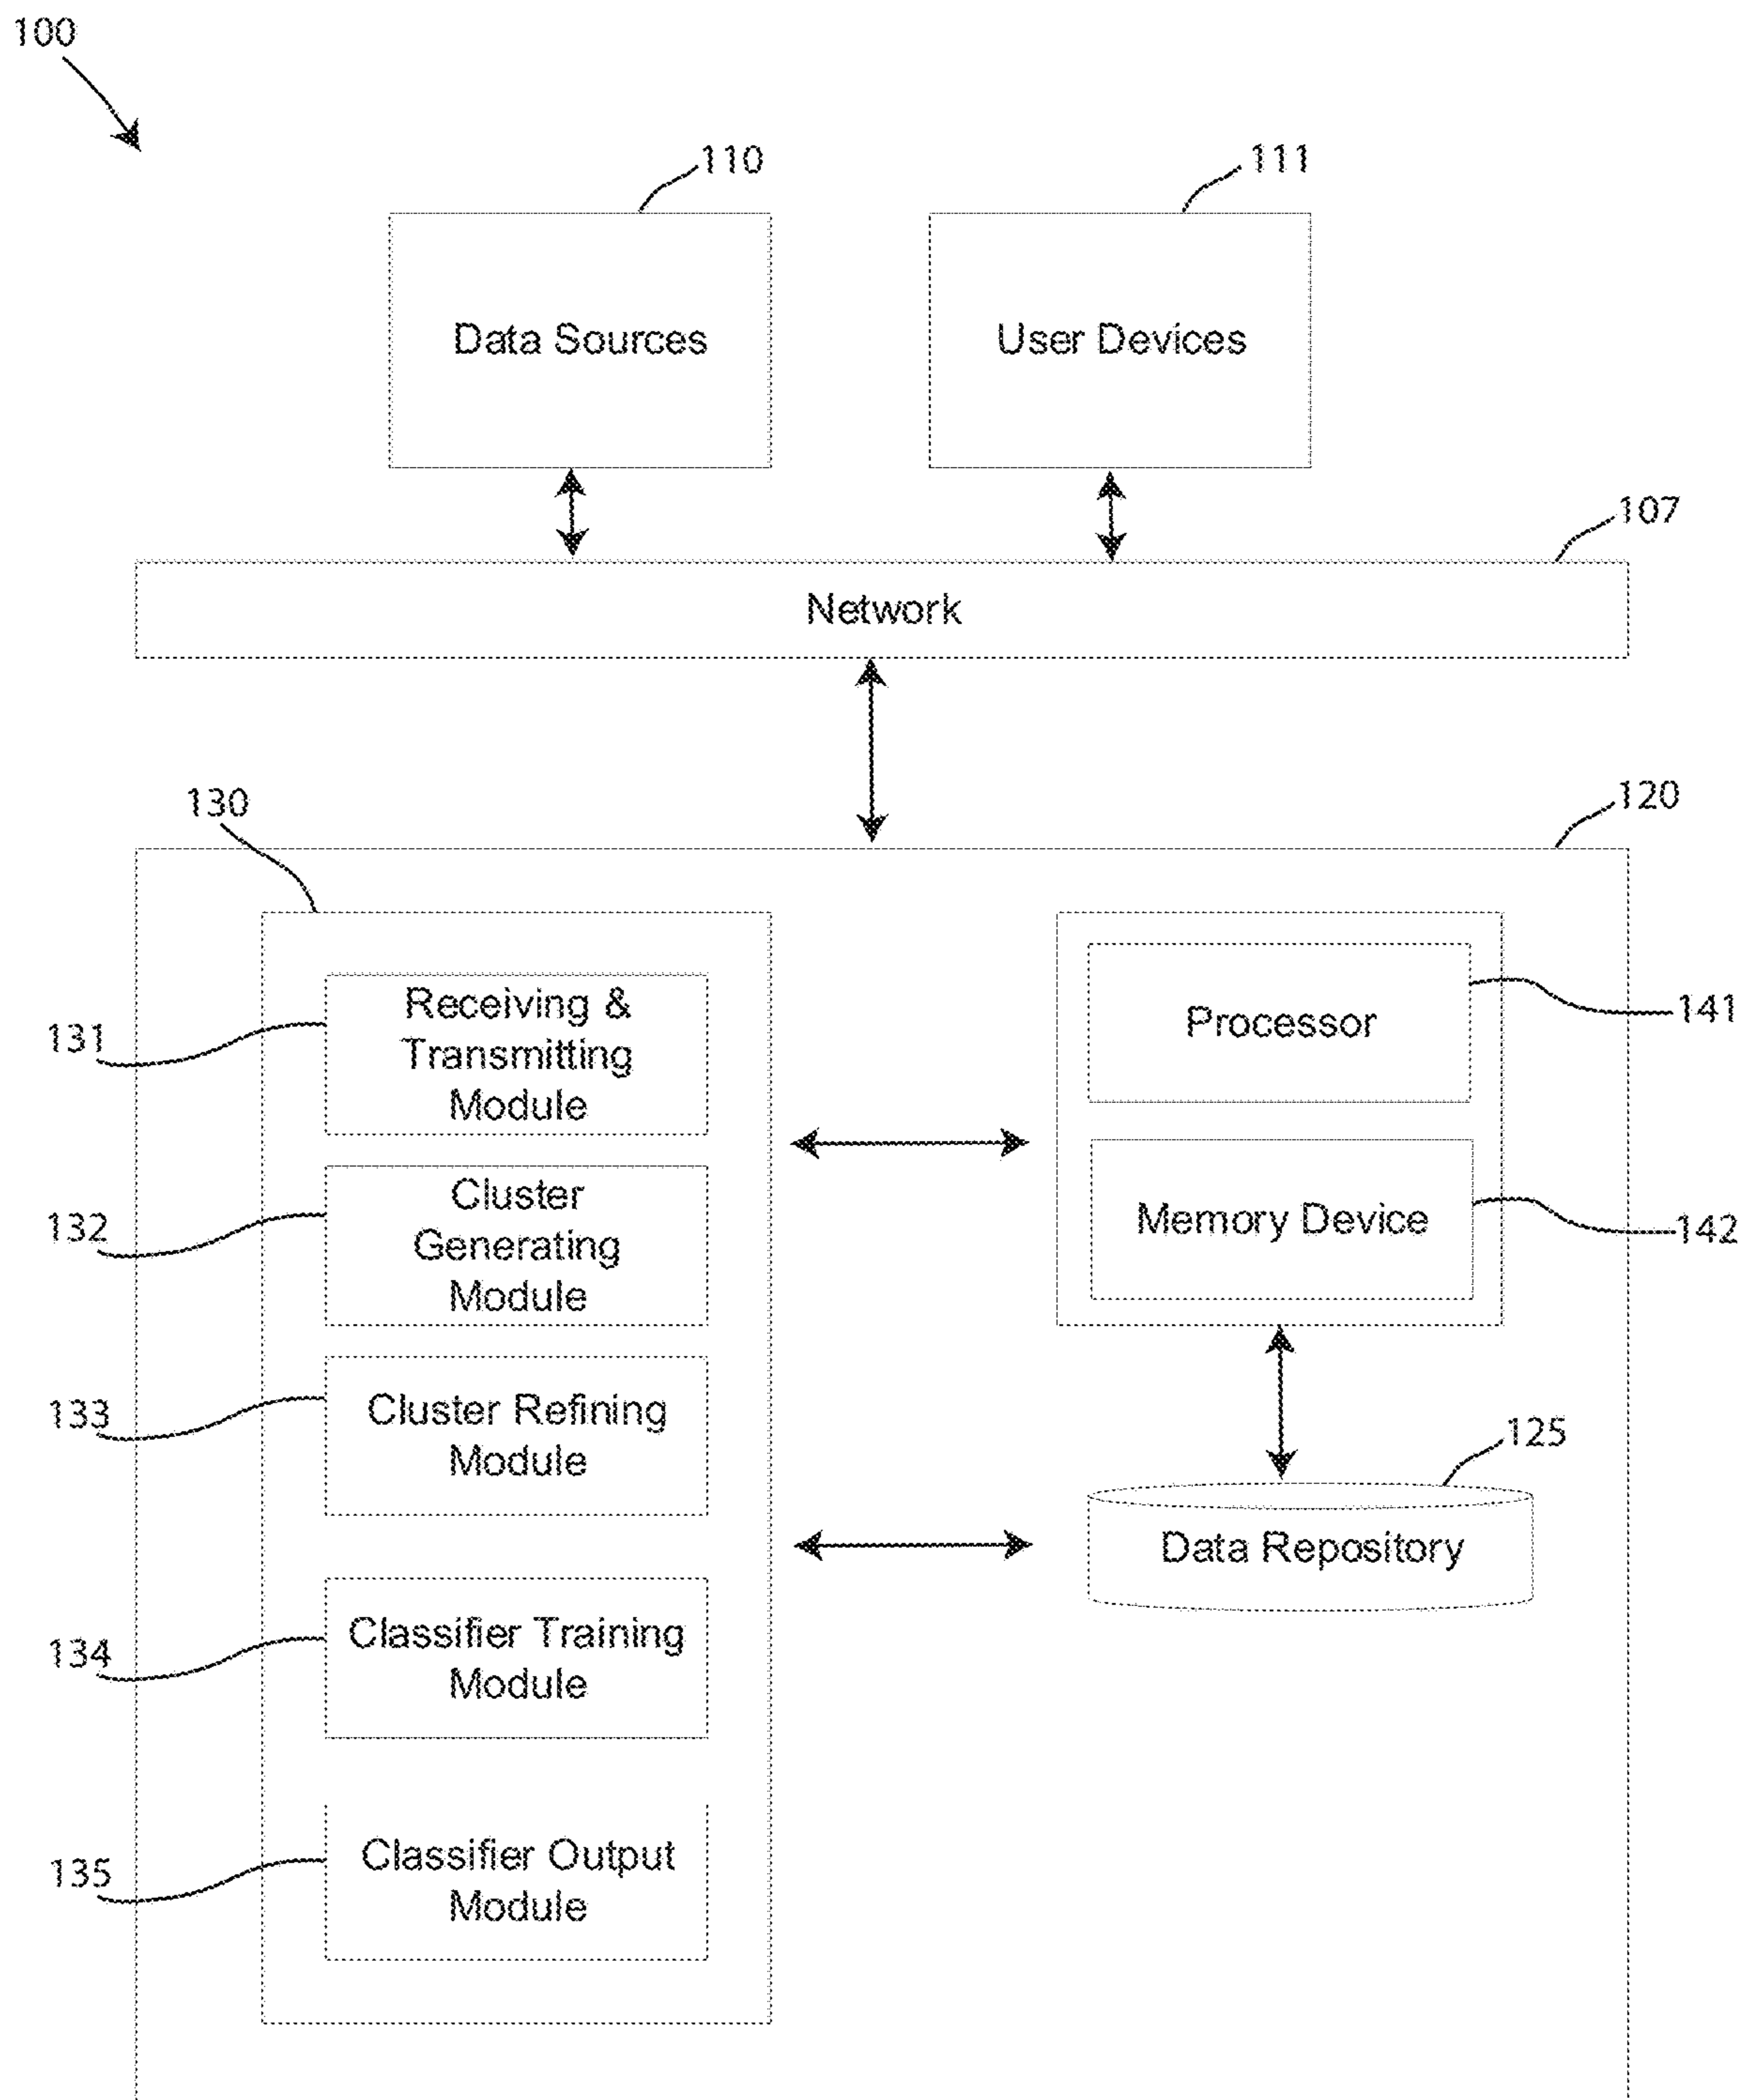 100
110
111
Data Sources
User Devices
107
Network
130
120
131
Receiving &
Transmitting
Module
Processor
141
132
Cluster
Generating
Module
Memory Device
142
133
Cluster Refining
Module
125
Data Repository
134
Classifier Training
Module
135
Classifier Output
Module